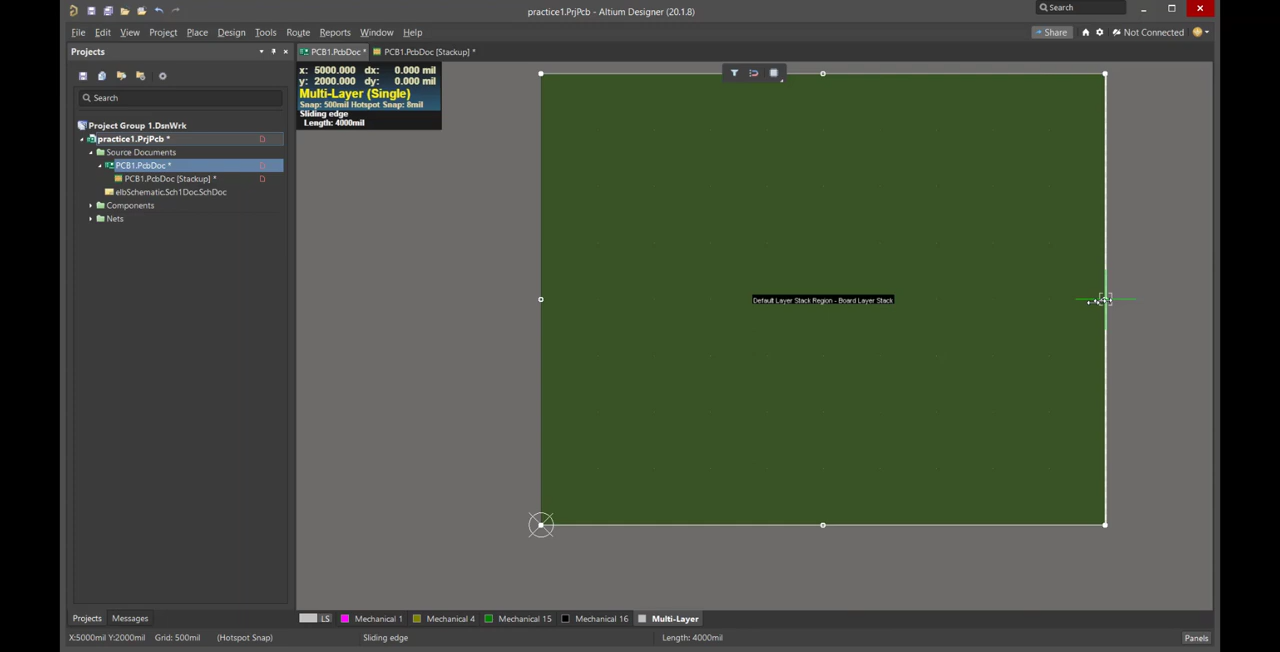 practice1.PrjPcb - Altium Designer (20.1.8)
Search
File Edit View Project Place Design Tools Route Reports Window Help
Share
Not Connected
Projects
PCB1.PcbDoc *
PCB1.PcbDoc [Stackup] *
Search
Project Group 1.DsnWrk
practice1.PrjPcb *
Source Documents
PCB1.PcbDoc *
PCB1.PcbDoc [Stackup] *
elbSchematic.Sch1Doc.SchDoc
Components
Nets
x: 5000.000 dx: 0.000 mil
y: 2000.000 dy: 0.000 mil
Multi-Layer (Single)
Snap: 500mil Hotspot Snap: 8mil
Sliding edge
Length: 4000mil
Default Layer Stack Region - Board Layer Stack
Projects Messages
LS Mechanical 1 Mechanical 4 Mechanical 15 Mechanical 16 Multi-Layer
X:5000mil Y:2000mil Grid: 500mil (Hotspot Snap) Sliding edge Length: 4000mil Panels